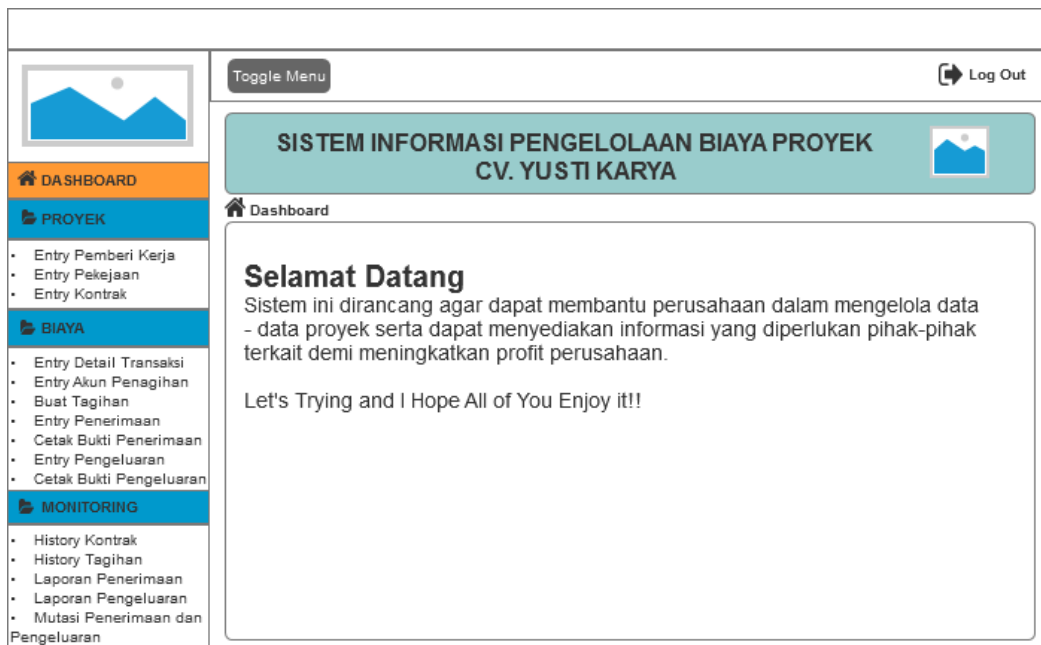 Toggle Menu
Log Out
SISTEM INFORMASI PENGELOLAAN BIAYA PROYEK
CV. YUSTI KARYA
DASHBOARD
PROYEK
• Entry Pemberi Kerja
• Entry Pekejaan
• Entry Kontrak
BIAYA
• Entry Detail Transaksi
• Entry Akun Penagihan
• Buat Tagihan
• Entry Penerimaan
• Cetak Bukti Penerimaan
• Entry Pengeluaran
• Cetak Bukti Pengeluaran
MONITORING
• History Kontrak
• History Tagihan
• Laporan Penerimaan
• Laporan Pengeluaran
• Mutasi Penerimaan dan
Pengeluaran
Dashboard
Selamat Datang
Sistem ini dirancang agar dapat membantu perusahaan dalam mengelola data
- data proyek serta dapat menyediakan informasi yang diperlukan pihak-pihak
terkait demi meningkatkan profit perusahaan.
Let's Trying and I Hope All of You Enjoy it!!